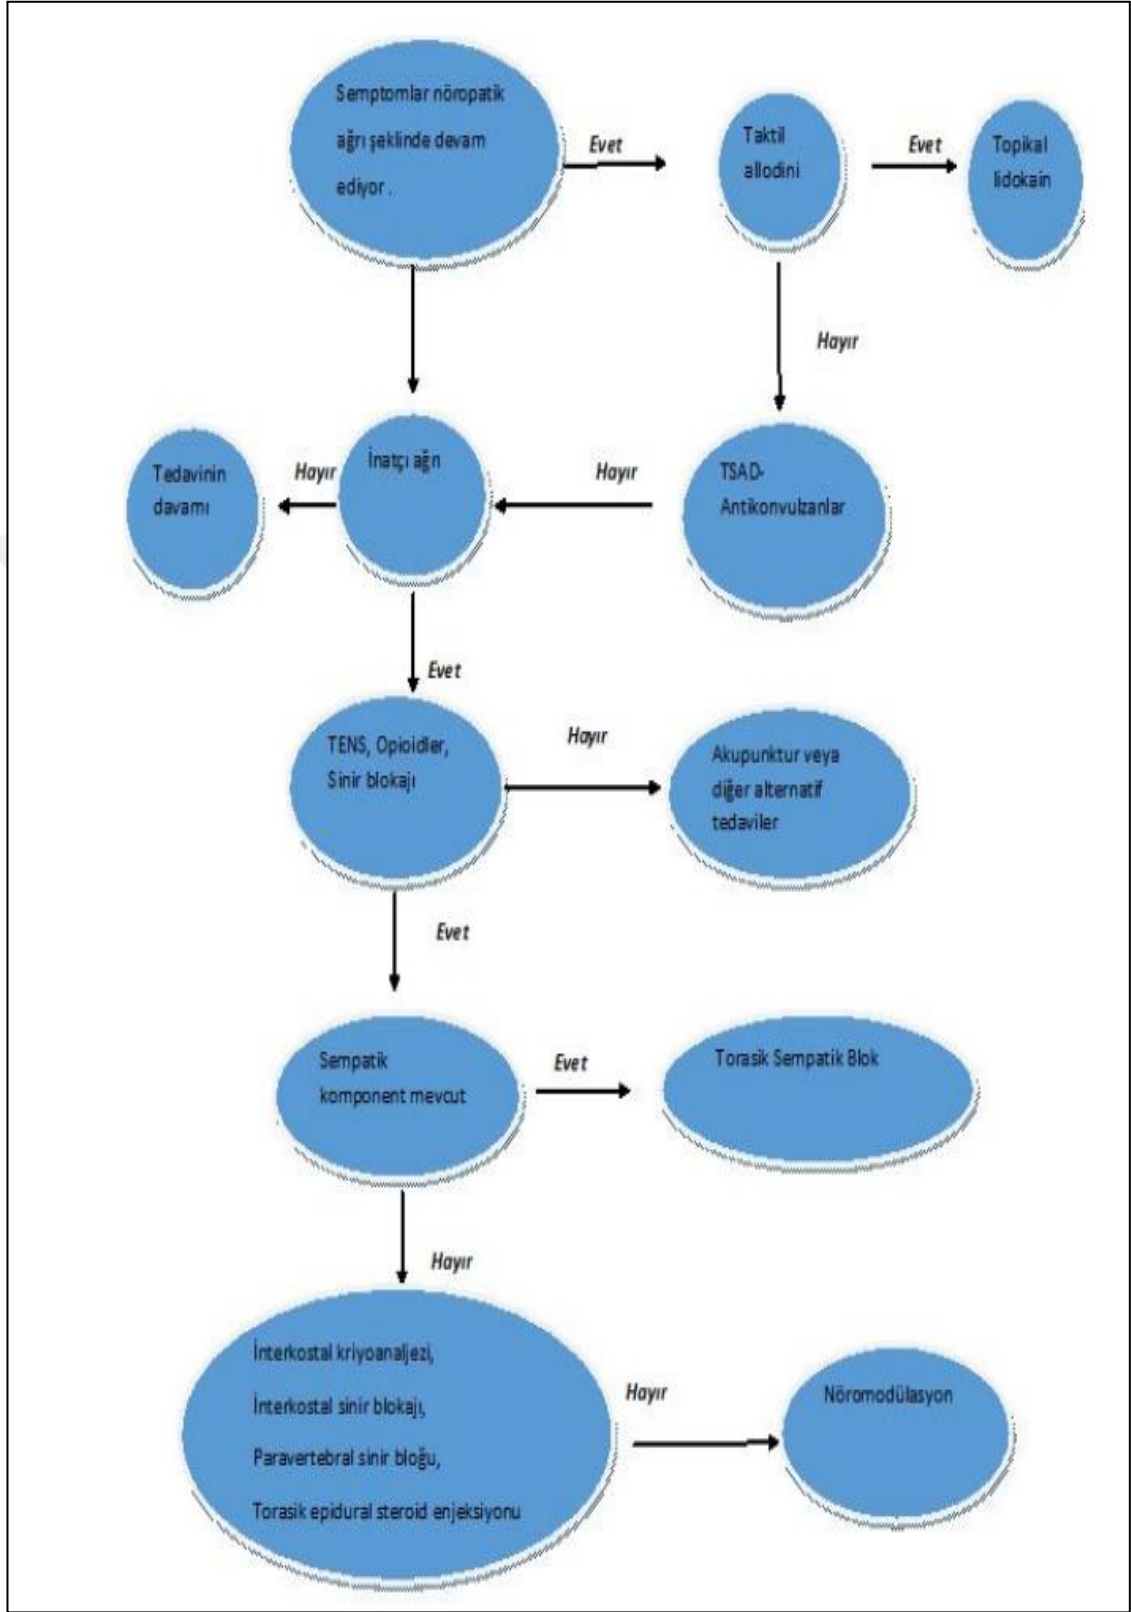 Semptomlar nöropatik
ağrı şeklinde devam
ediyor .
Evet
Taktil
allodini
Evet
Topikal
lidokain
Hayır
Tedavinin
davamı
Hayır
İnatçı ağrı
Hayır
TSAD-
Antikonvulzanlar
Evet
TENS, Opioidler,
Sinir blokajı
Hayır
Akupunktur veya
diğer alternatif
tedaviler
Evet
Sempatik
komponent mevcut
Evet
Torasik Sempatik Blok
Hayır
İnterkostal kriyoanaljezi,
İnterkostal sinir blokajı,
Paravertebral sinir bloğu,
Torasik epidural steroid enjeksiyonu
Hayır
Nöromodülasyon